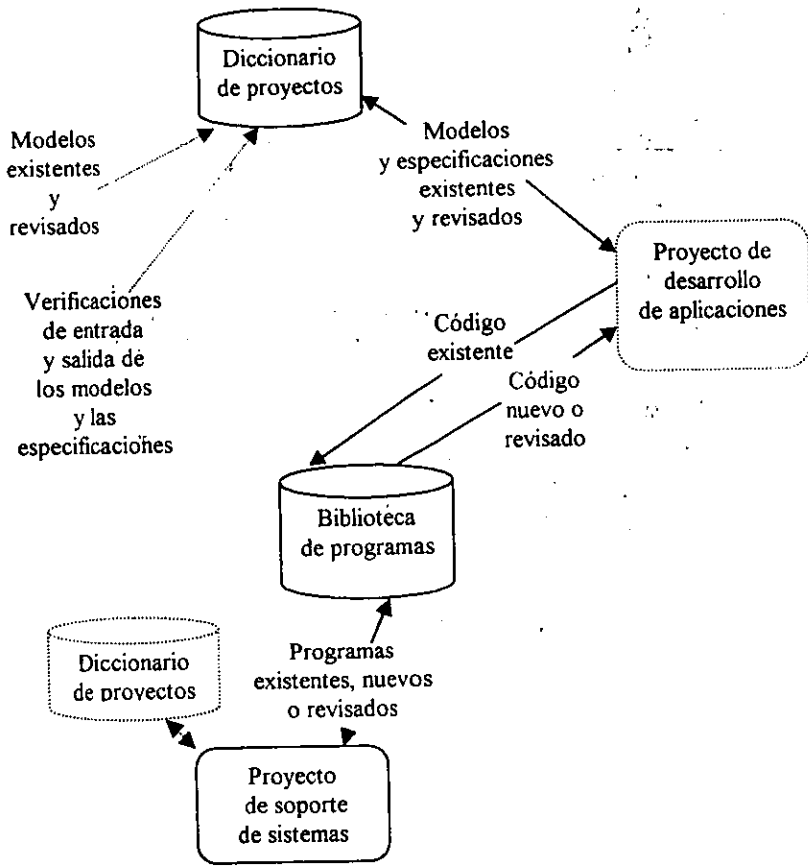 Diccionario
de proyectos
Modelos
existentes
y
revisados
Modelos
y especificaciones
existentes
y revisados
Verificaciones
de entrada
y salida de
los modelos
y las
especificaciones
Proyecto de
desarrollo
de aplicaciones
Código
existente
Código
nuevo o
revisado
Biblioteca
de programas
Diccionario
de proyectos
Programas
existentes, nuevos
o revisados
Proyecto
de soporte
de sistemas